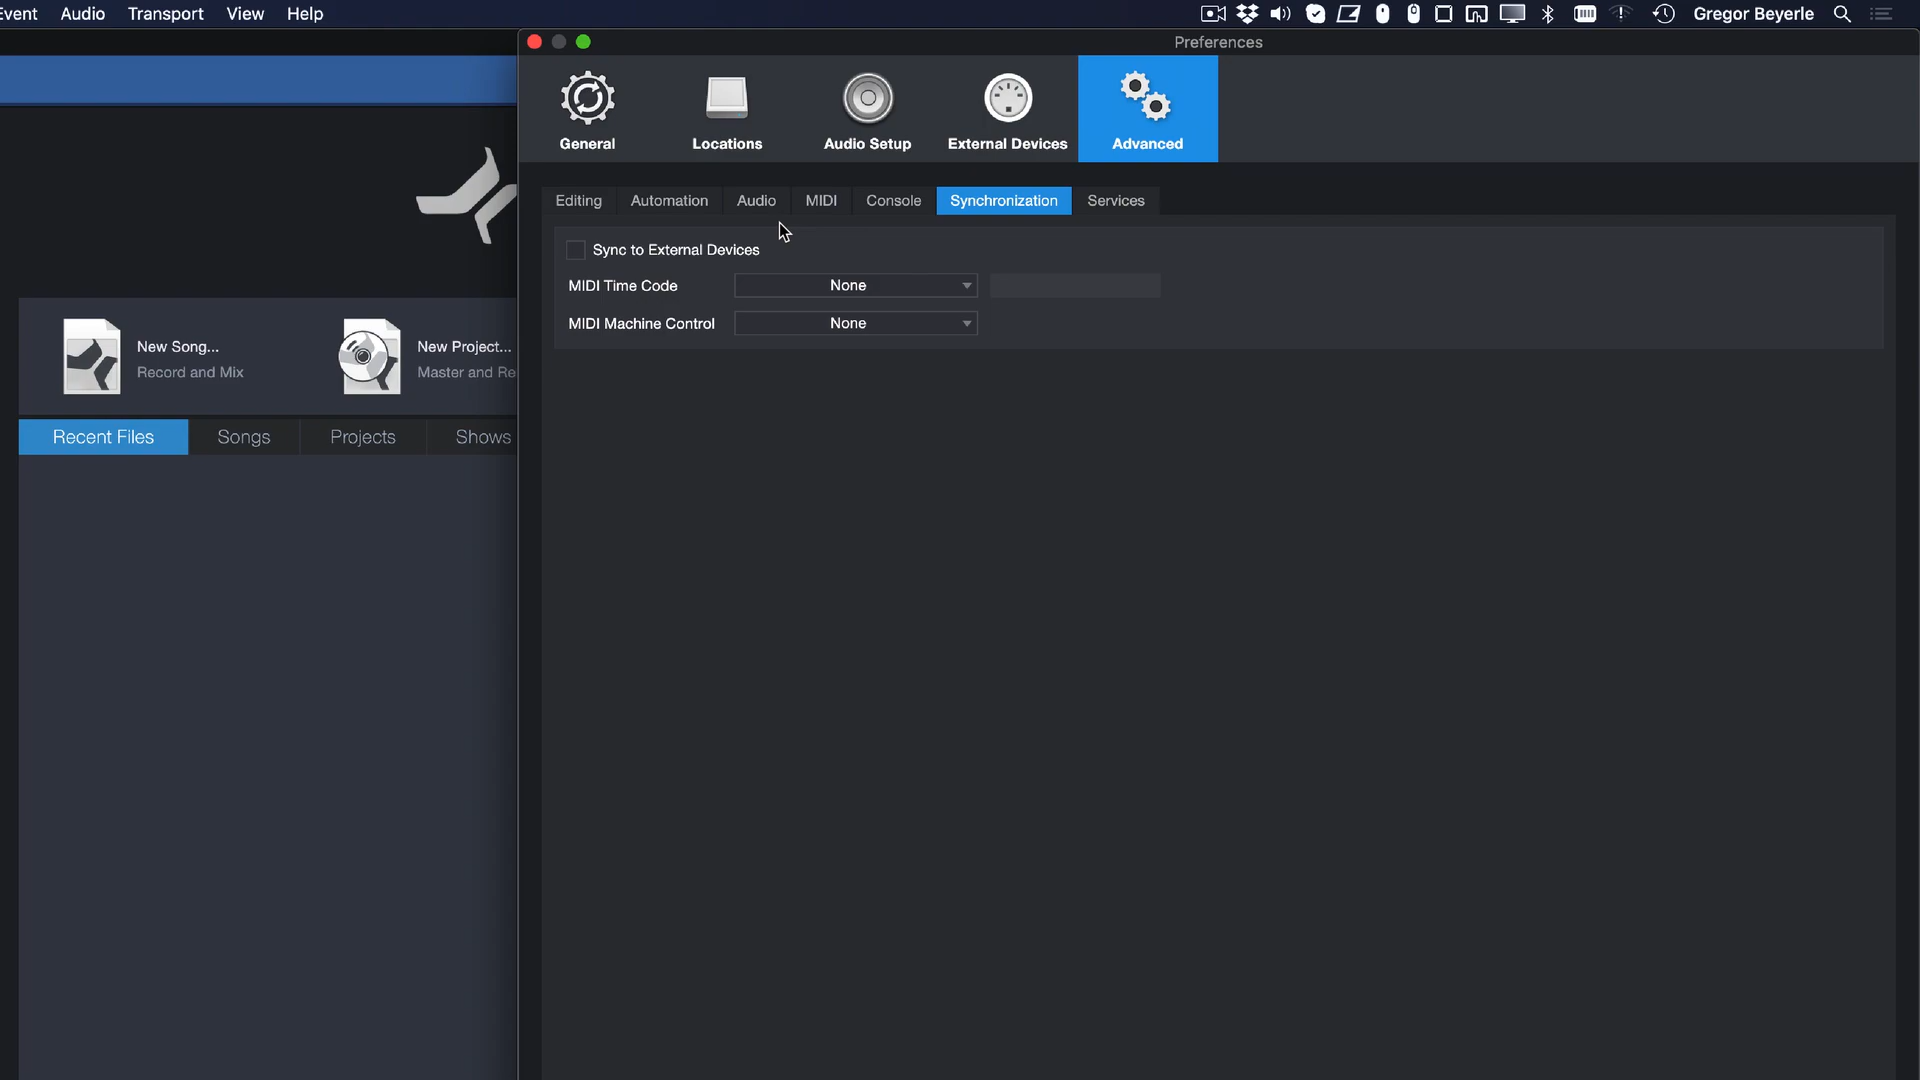 Event Audio Transport View Help Gregor Beyerle
Preferences
General Locations Audio Setup External Devices Advanced
Editing Automation Audio MIDI Console Synchronization Services
Sync to External Devices
MIDI Time Code None
MIDI Machine Control None
New Song...
Record and Mix
New Project...
Master and Re
Recent Files Songs Projects Shows